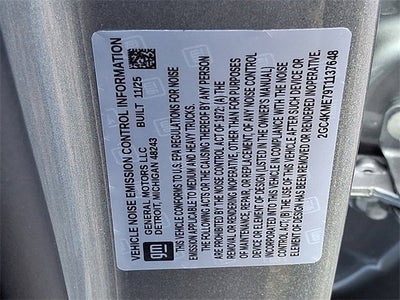 VEHICLE NOISE EMISSION CONTROL INFORMATION
BUILT 11/25
GENERAL MOTORS LLC
DETROIT, MICHIGAN 48243
gm
THIS VEHICLE CONFORMS TO U.S. EPA REGULATIONS FOR NOISE
EMISSION APPLICABLE TO MEDIUM AND HEAVY TRUCKS.
THE FOLLOWING ACTS OR THE CAUSING THEREOF BY ANY PERSON
ARE PROHIBITED BY THE NOISE CONTROL ACT OF 1972: (A) THE
REMOVAL OR RENDERING INOPERATIVE, OTHER THAN FOR PURPOSES
OF MAINTENANCE, REPAIR, OR REPLACEMENT, OF ANY NOISE CONTROL
DEVICE OR ELEMENT OF DESIGN (LISTED IN THE OWNER'S MANUAL)
INCORPORATED INTO THIS VEHICLE IN COMPLIANCE WITH THE NOISE
CONTROL ACT; (B) THE USE OF THIS VEHICLE AFTER SUCH DEVICE OR
ELEMENT OF DESIGN HAS BEEN REMOVED OR RENDERED INOPERATIVE.
2GC4KME79T1137648